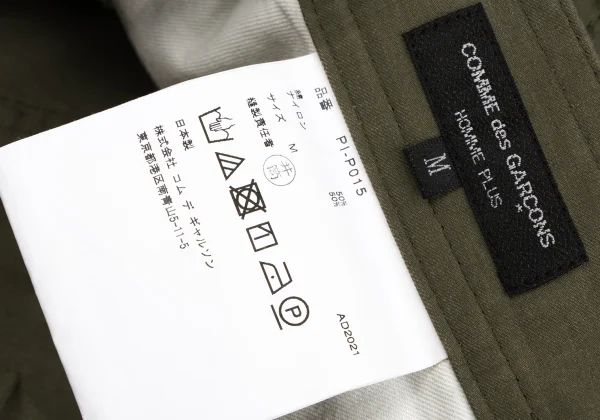 COMME des GARÇONS
HOMME PLUS
M
品番 PI-P015
綿 50%
ナイロン 50%
サイズ M
縫製責任者 井筒
P
日本製
株式会社 コム デ ギャルソン
東京都港区南青山5-11-5
AD2021